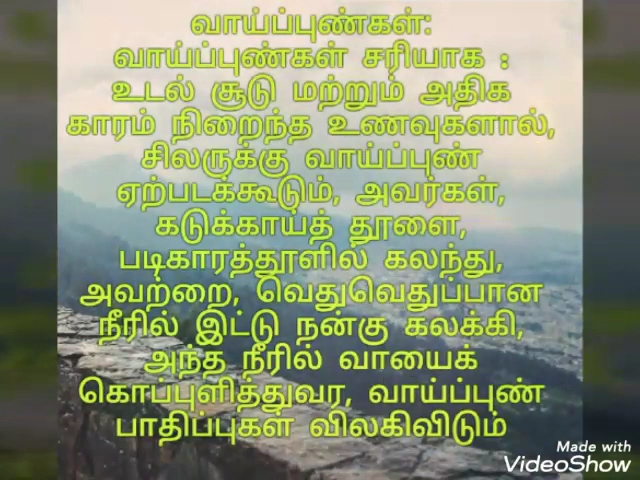 வாய்ப்புண்கள்:
வாய்ப்புண்கள் சரியாக :
உடல் சூடு மற்றும் அதிக
காரம் நிறைந்த உணவுகளால்,
சிலருக்கு வாய்ப்புண்
ஏற்படக்கூடும், அவர்கள்,
கடுக்காய்த் தூளை,
படிகாரத்தூளில் கலந்து,
அவற்றை, வெதுவெதுப்பான
நீரில் இட்டு நன்கு கலக்கி,
அந்த நீரில் வாயைக்
கொப்புளித்துவர, வாய்ப்புண்
பாதிப்புகள் விலகிவிடும்
Made with
VideoShow